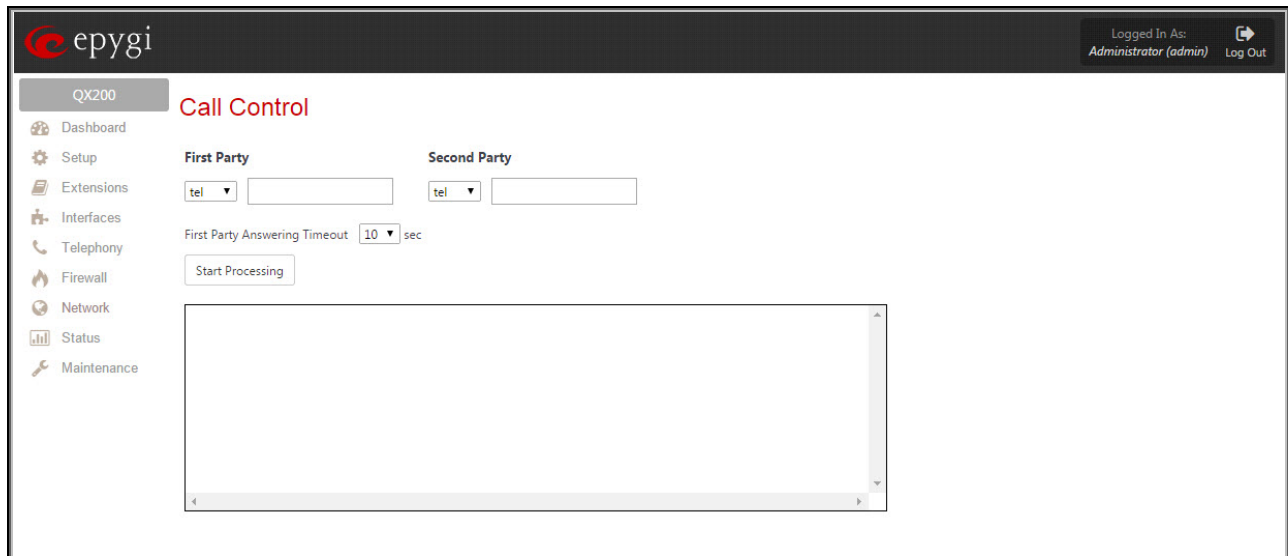 epygi
Logged In As:
Administrator (admin)
Log Out
QX200
Dashboard
Setup
Extensions
Interfaces
Telephony
Firewall
Network
Status
Maintenance
Call Control
First Party
Second Party
tel
tel
First Party Answering Timeout 10 sec
Start Processing